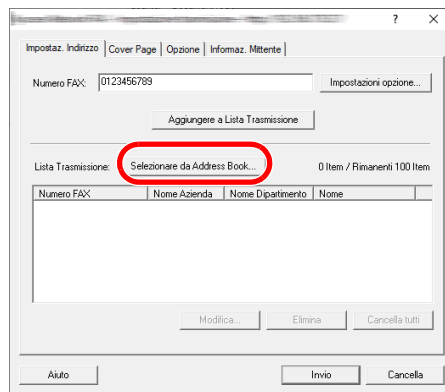 ?
Impostaz. Indirizzo Cover Page Opzione Informaz. Mittente
Numero FAX: 0123456789 Impostazioni opzione...
Aggiungere a Lista Trasmissione
Lista Trasmissione: Selezionare da Address Book... 0 Item / Rimanenti 100 Item
Numero FAX Nome Azienda Nome Dipartimento Nome
Modifica... Elimina Cancella tutti
Aiuto Invio Cancella